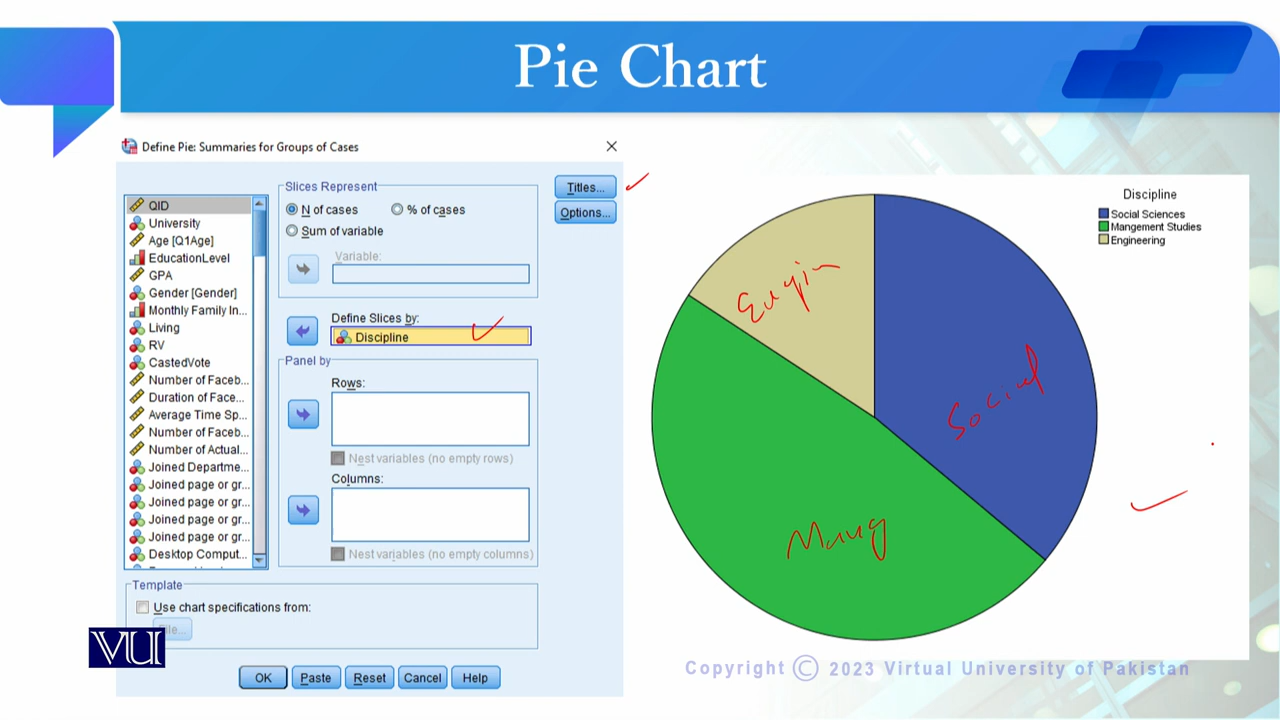 Pie Chart
Define Pie: Summaries for Groups of Cases
QID
University
Age [Q1Age]
EducationLevel
GPA
Gender [Gender]
Monthly Family In...
Living
RV
CastedVote
Number of Faceb...
Duration of Face...
Average Time Sp...
Number of Faceb...
Number of Actual...
Joined Departme...
Joined page or gr...
Joined page or gr...
Joined page or gr...
Joined page or gr...
Desktop Comput...
Slices Represent
N of cases
% of cases
Sum of variable
Variable:
Define Slices by:
Discipline
Panel by
Rows:
Nest variables (no empty rows)
Columns:
Nest variables (no empty columns)
Titles...
Options...
Template
Use chart specifications from:
File...
OK Paste Reset Cancel Help
VU
Discipline
Social Sciences
Mangement Studies
Engineering
Engin
Social
Mang
Copyright © 2023 Virtual University of Pakistan